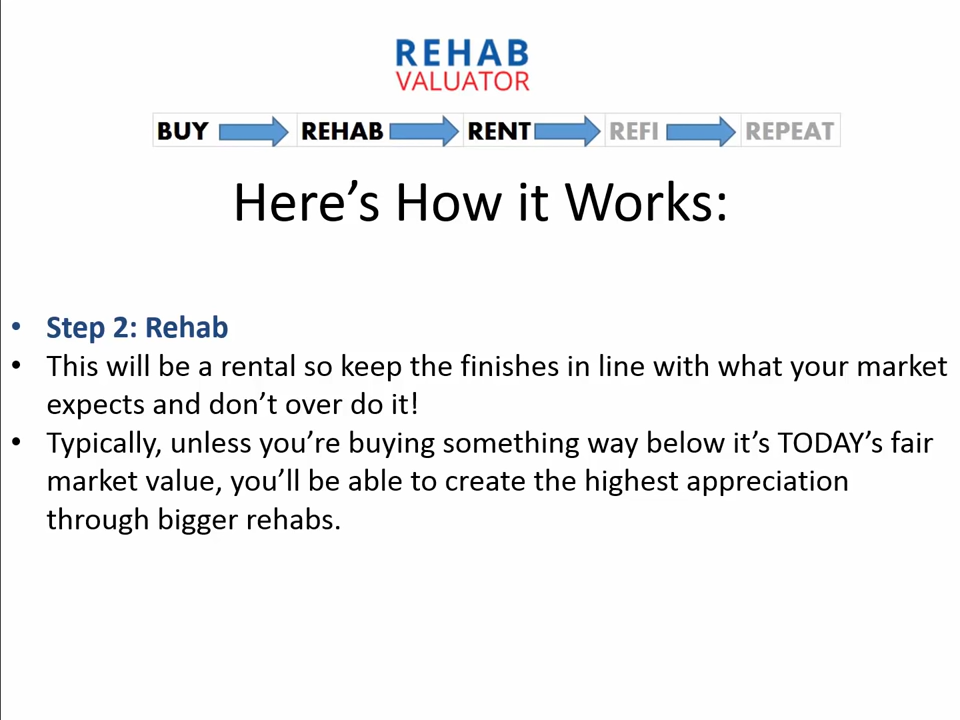 REHAB
VALUATOR
BUY REHAB RENT REFI REPEAT
Here’s How it Works:
• Step 2: Rehab
• This will be a rental so keep the finishes in line with what your market
expects and don’t over do it!
• Typically, unless you’re buying something way below it’s TODAY’s fair
market value, you’ll be able to create the highest appreciation
through bigger rehabs.